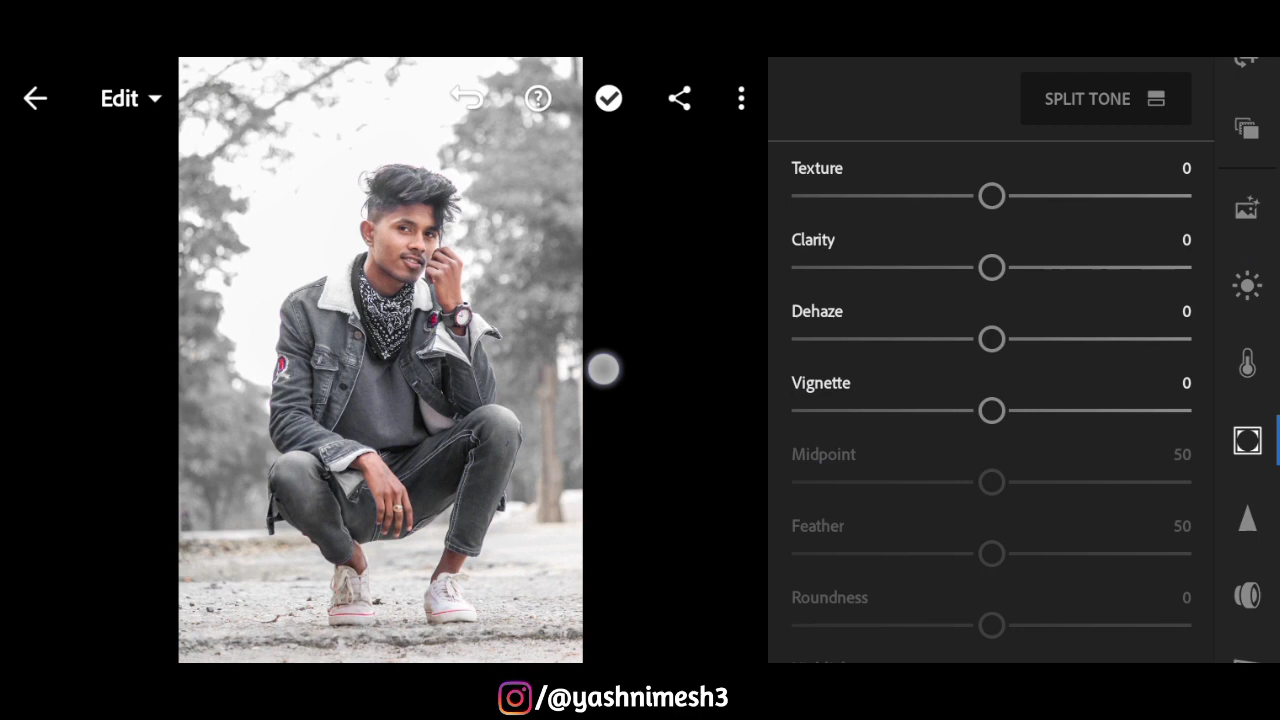 Edit
SPLIT TONE
Texture 0
Clarity 0
Dehaze 0
Vignette 0
Midpoint 50
Feather 50
Roundness 0
/@yashnimesh3